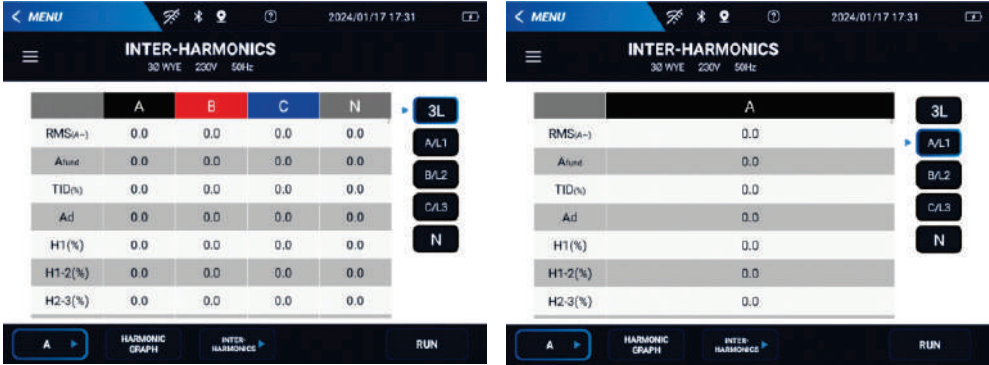 < MENU 2024/01/17 17:31
INTER-HARMONICS
3Ø WYE 230V 50Hz
A B C N
RMS(A~) 0.0 0.0 0.0 0.0
Afund 0.0 0.0 0.0 0.0
TID(%) 0.0 0.0 0.0 0.0
Ad 0.0 0.0 0.0 0.0
H1(%) 0.0 0.0 0.0 0.0
H1-2(%) 0.0 0.0 0.0 0.0
H2-3(%) 0.0 0.0 0.0 0.0
3L
A/L1
B/L2
C/L3
N
A HARMONIC GRAPH INTER-HARMONICS RUN
< MENU 2024/01/17 17:31
INTER-HARMONICS
3Ø WYE 230V 50Hz
A
RMS(A~) 0.0
Afund 0.0
TID(%) 0.0
Ad 0.0
H1(%) 0.0
H1-2(%) 0.0
H2-3(%) 0.0
3L
A/L1
B/L2
C/L3
N
A HARMONIC GRAPH INTER-HARMONICS RUN